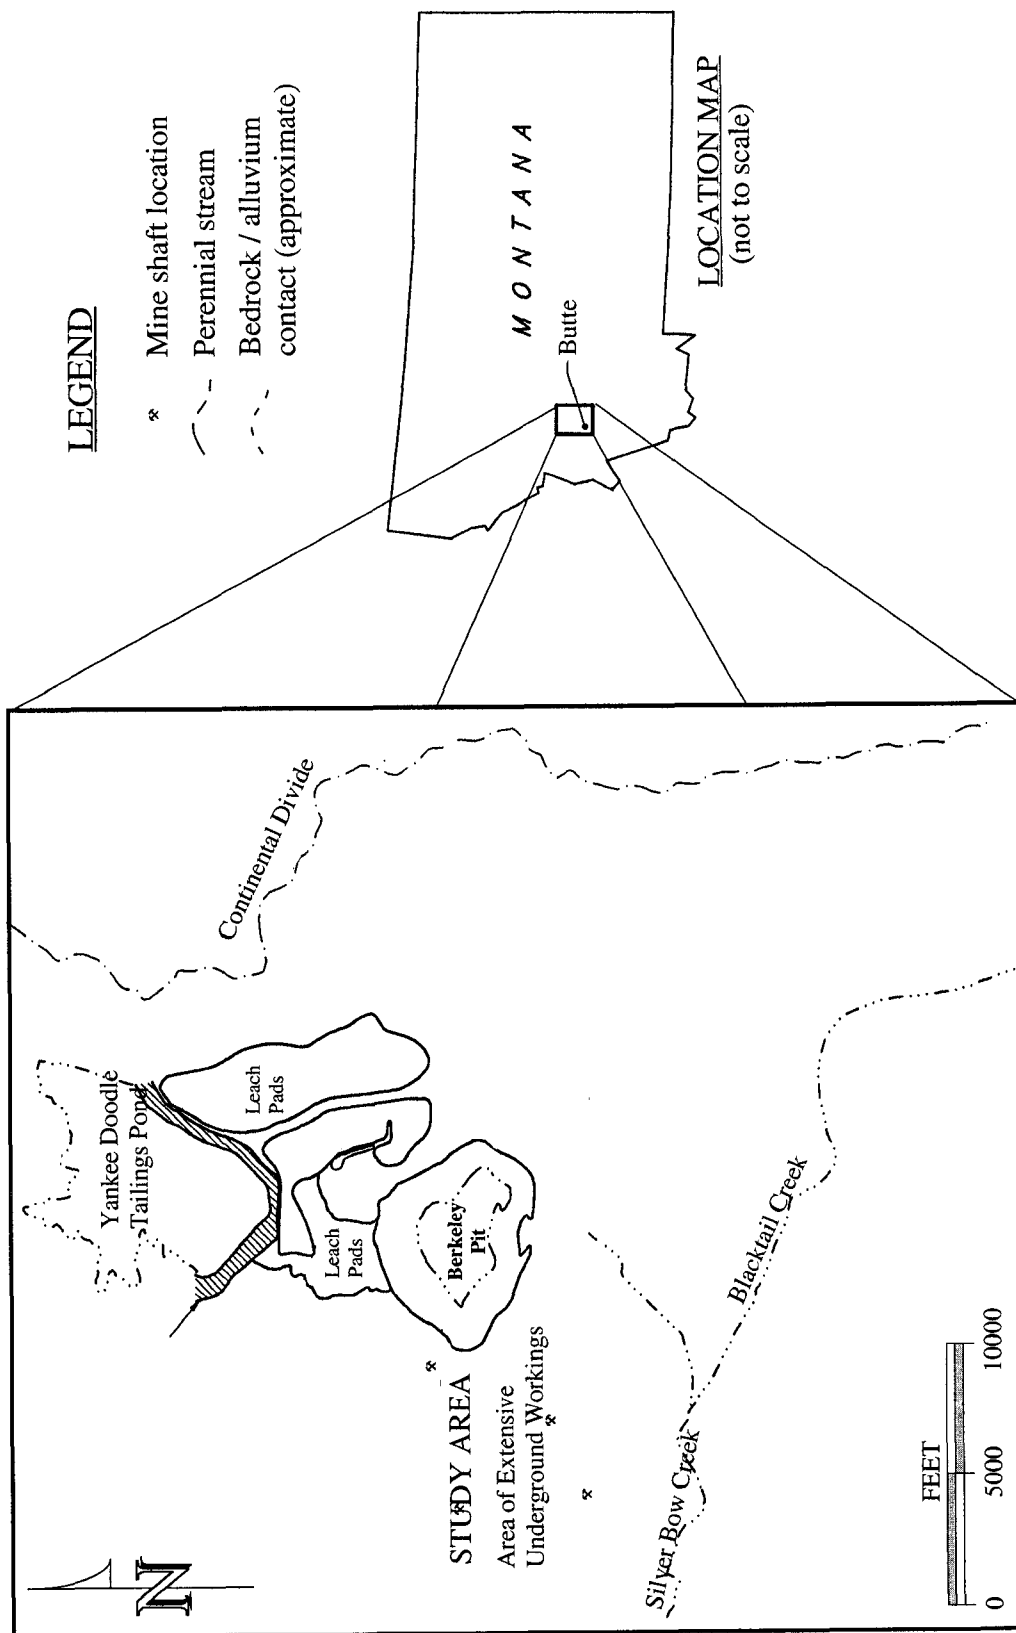 N
Yankee Doodle
Tailings Pond
Continental Divide
Leach
Pads
Leach
Pads
Berkeley
Pit
STUDY AREA
Area of Extensive
Underground Workings
Silver Bow Creek
Blacktail Creek
FEET
0
5000
10000
LEGEND
Mine shaft location
Perennial stream
Bedrock / alluvium
contact (approximate)
MONTANA
Butte
LOCATION MAP
(not to scale)